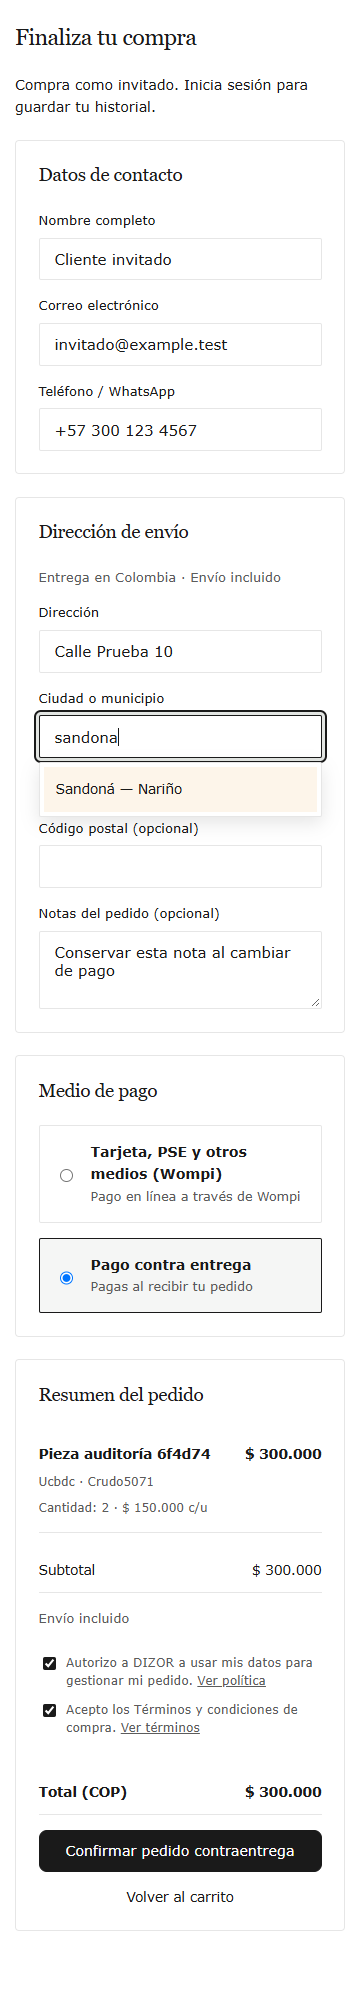 Finaliza tu compra
Compra como invitado. Inicia sesión para
guardar tu historial.
Datos de contacto
Nombre completo
Cliente invitado
Correo electrónico
invitado@example.test
Teléfono / WhatsApp
+57 300 123 4567
Dirección de envío
Entrega en Colombia · Envío incluido
Dirección
Calle Prueba 10
Ciudad o municipio
sandona
Sandoná — Nariño
Código postal (opcional)
Notas del pedido (opcional)
Conservar esta nota al cambiar
de pago
Medio de pago
Tarjeta, PSE y otros
medios (Wompi)
Pago en línea a través de Wompi
Pago contra entrega
Pagas al recibir tu pedido
Resumen del pedido
Pieza auditoría 6f4d74 $ 300.000
Ucbdc · Crudo5071
Cantidad: 2 · $ 150.000 c/u
Subtotal $ 300.000
Envío incluido
Autorizo a DIZOR a usar mis datos para
gestionar mi pedido. Ver política
Acepto los Términos y condiciones de
compra. Ver términos
Total (COP) $ 300.000
Confirmar pedido contraentrega
Volver al carrito